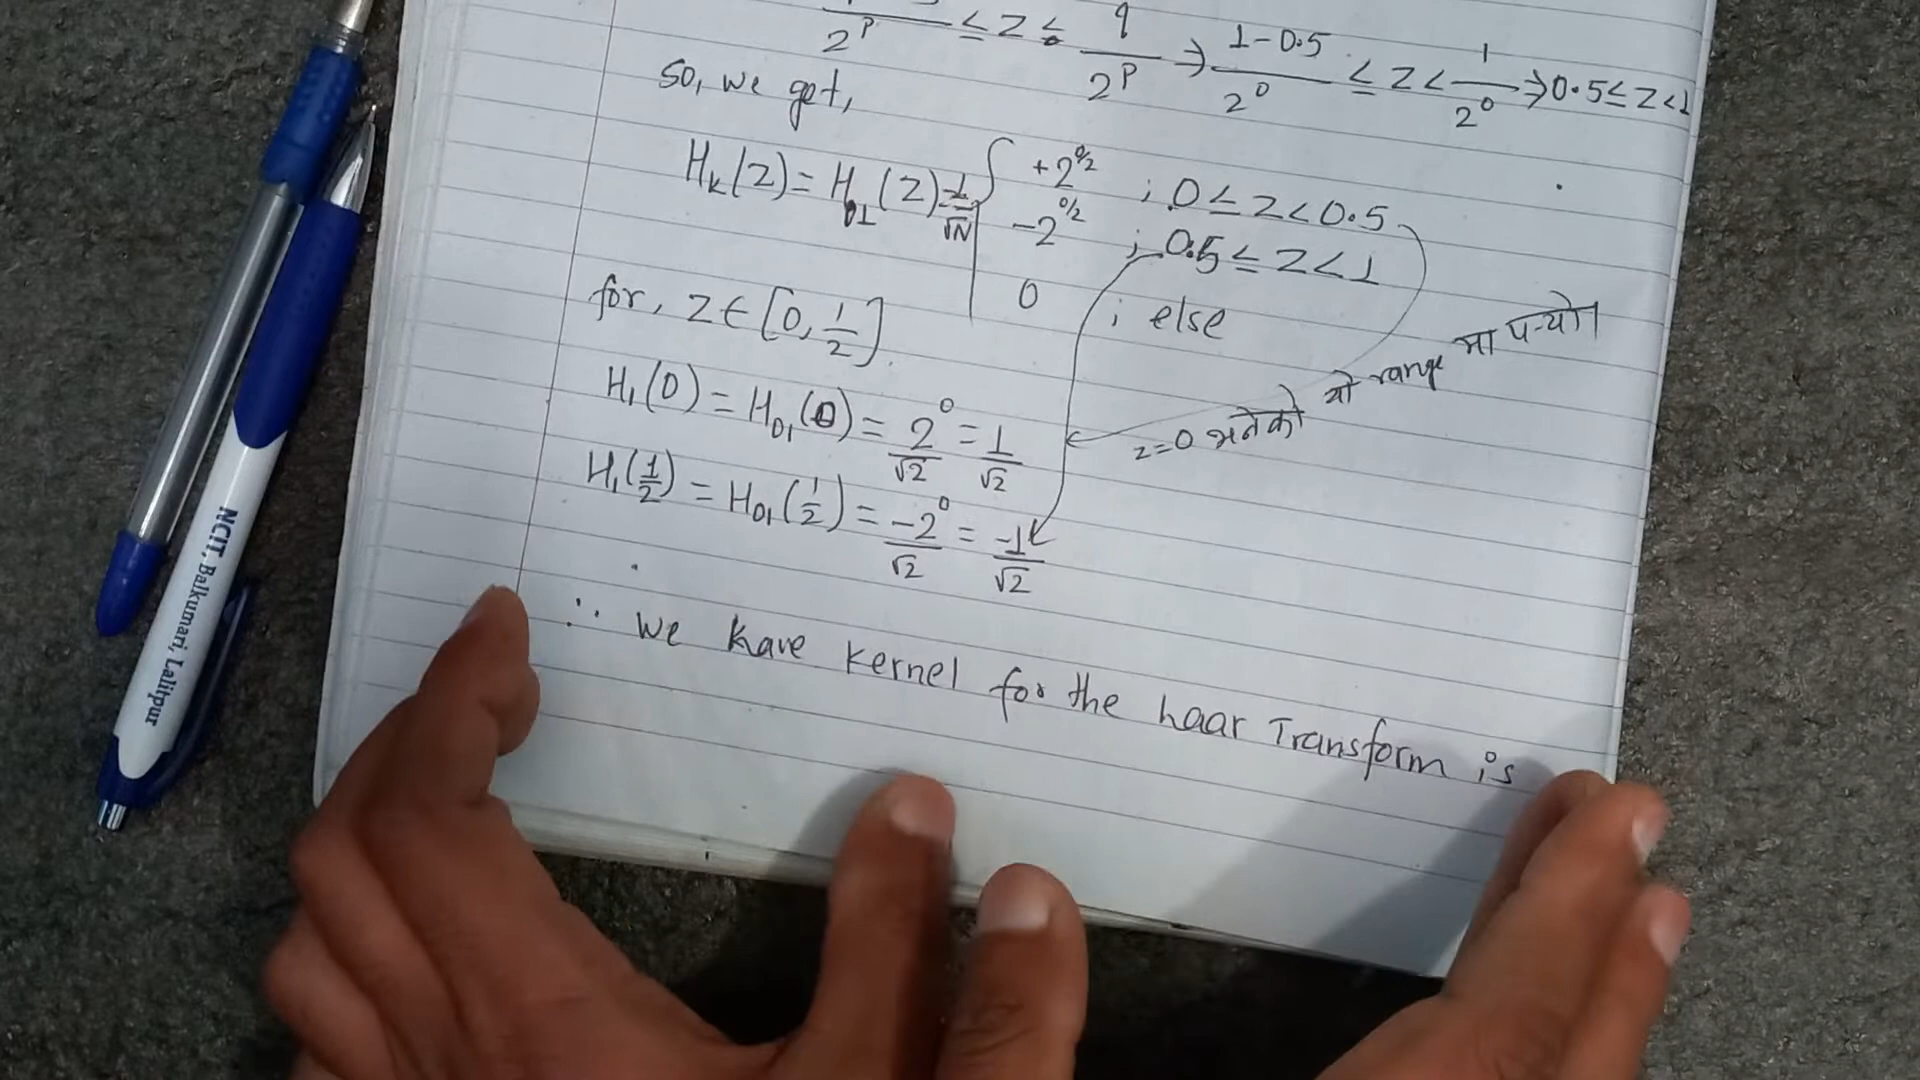 2^p ≤ z ≤ q/2^p ⇒ (1-0.5)/2^0 ≤ z < 1/2^0 ⇒ 0.5 ≤ z < 1
so, we get,
H_k(z) = H_01(z) = 1/√N { +2^0/2 ; 0 ≤ z < 0.5
-2^0/2 ; 0.5 ≤ z < 1
0 ; else
for, z ∈ [0, 1/2].
z=0 भनेको यो range मा पर्‍यो।
H_1(0) = H_01(0) = 2^0/√2 = 1/√2
H_1(1/2) = H_01(1/2) = -2^0/√2 = -1/√2
∴ we have kernel for the haar Transform is
NCIT, Balkumari, Lalitpur